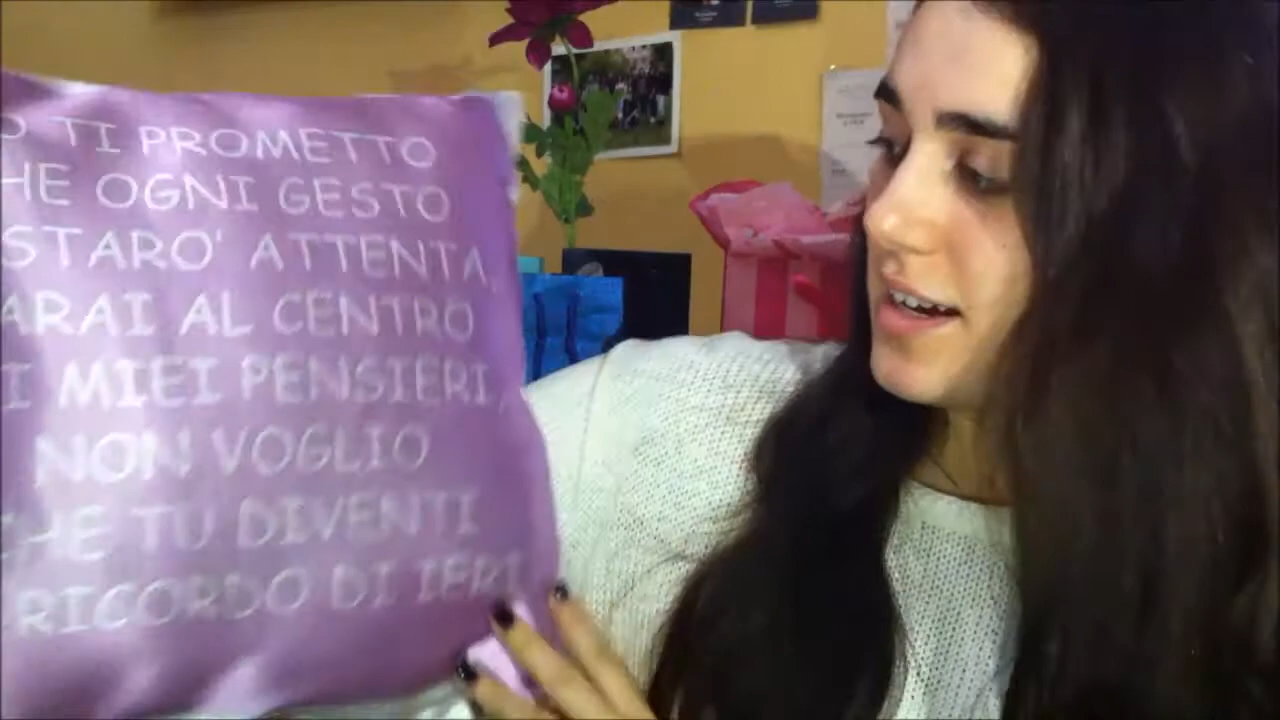 O TI PROMETTO
HE OGNI GESTO
STARO' ATTENTA,
ARAI AL CENTRO
I MIEI PENSIERI,
NON VOGLIO
CHE TU DIVENTI
RICORDO DI IERI